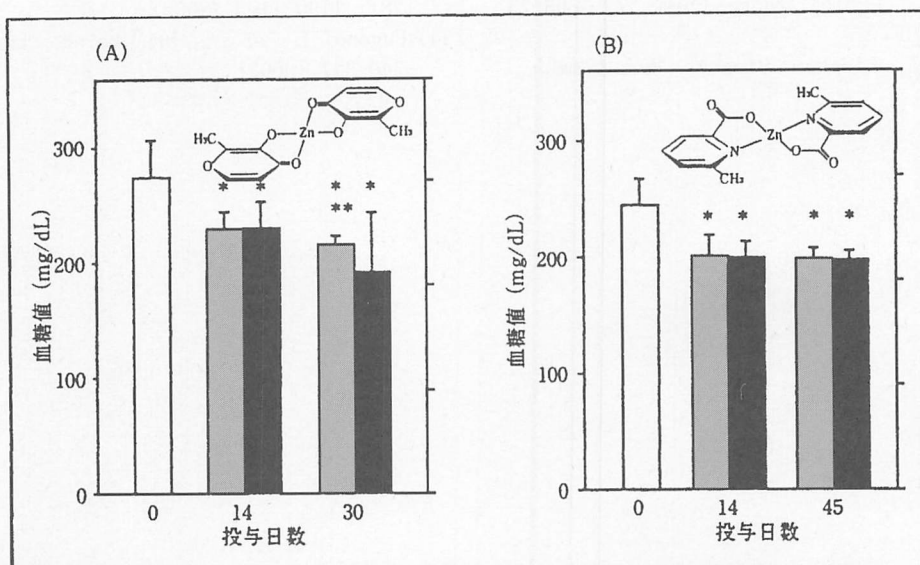 (A)
血糖値 (mg/dL)
300
200
100
0
H₃C
O
O
O
O
Zn
O
O
CH₃
* *
*
** *
0 14 30
投与日数
(B)
血糖値 (mg/dL)
300
200
100
0
H₃C
O
O
N
Zn
N
O
O
CH₃
* * * *
0 14 45
投与日数